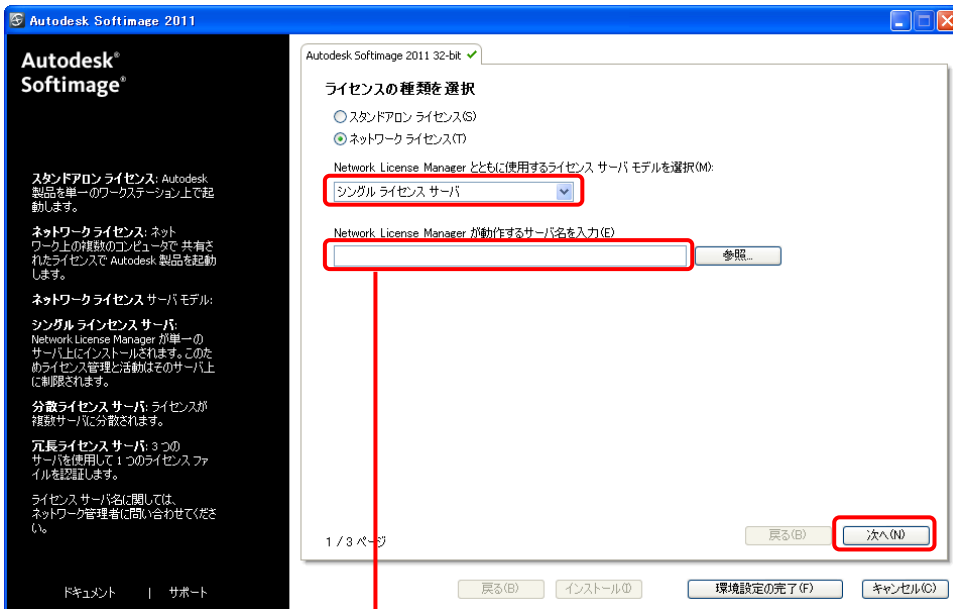 Autodesk Softimage 2011
Autodesk®
Softimage®
スタンドアロン ライセンス: Autodesk
製品を単一のワークステーション上で起
動します。
ネットワーク ライセンス: ネット
ワーク上の複数のコンピュータで 共有さ
れたライセンスで Autodesk 製品を起動
します。
ネットワーク ライセンス サーバ モデル:
シングル ラインセンス サーバ:
Network License Manager が単一の
サーバ上にインストールされます。このた
めライセンス管理と活動はそのサーバ上
に制限されます。
分散ライセンス サーバ: ライセンスが
複数サーバに分散されます。
冗長ライセンス サーバ: 3 つの
サーバを使用して 1 つのライセンス ファ
イルを認証します。
ライセンス サーバ名に関しては、
ネットワーク管理者に問い合わせてくださ
い。
ドキュメント | サポート
Autodesk Softimage 2011 32-bit
ライセンスの種類を選択
スタンドアロン ライセンス(S)
ネットワーク ライセンス(T)
Network License Manager とともに使用するライセンス サーバ モデルを選択(M):
シングル ライセンス サーバ
Network License Manager が動作するサーバ名を入力(E)
参照...
1 / 3 ページ
戻る(B)
次へ(N)
戻る(B)
インストール(I)
環境設定の完了(F)
キャンセル(C)